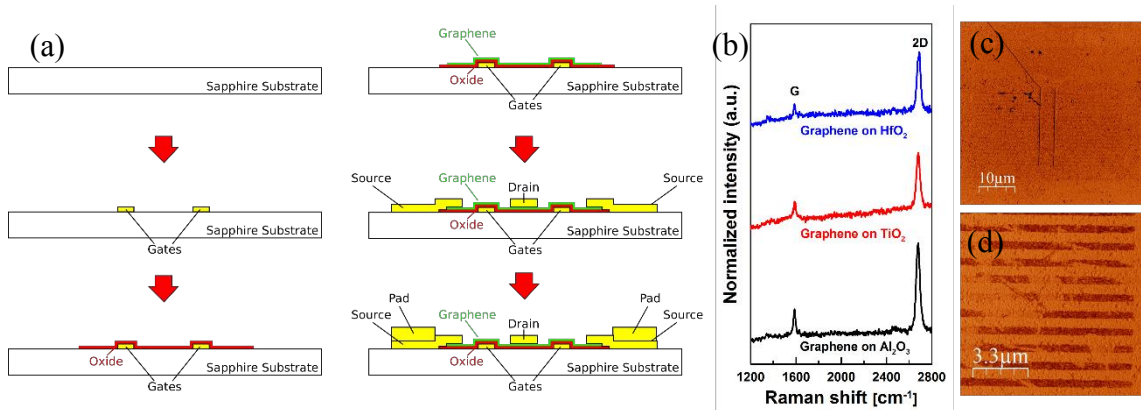 (a)
Sapphire Substrate
Gates
Sapphire Substrate
Oxide
Gates
Sapphire Substrate
Graphene
Oxide
Sapphire Substrate
Gates
Source
Graphene
Drain
Source
Oxide
Sapphire Substrate
Gates
Pad
Source
Graphene
Drain
Pad
Source
Oxide
Sapphire Substrate
Gates
(b)
Normalized intensity (a.u.)
2D
G
Graphene on HfO₂
Graphene on TiO₂
Graphene on Al₂O₃
1200 1600 2000 2400 2800
Raman shift [cm⁻¹]
(c)
10µm
(d)
3.3µm